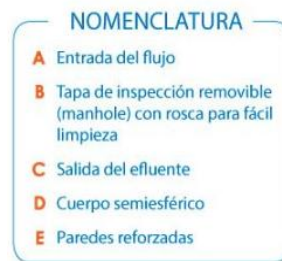 NOMENCLATURA
A Entrada del flujo
B Tapa de inspección removible
(manhole) con rosca para fácil
limpieza
C Salida del efluente
D Cuerpo semiesférico
E Paredes reforzadas